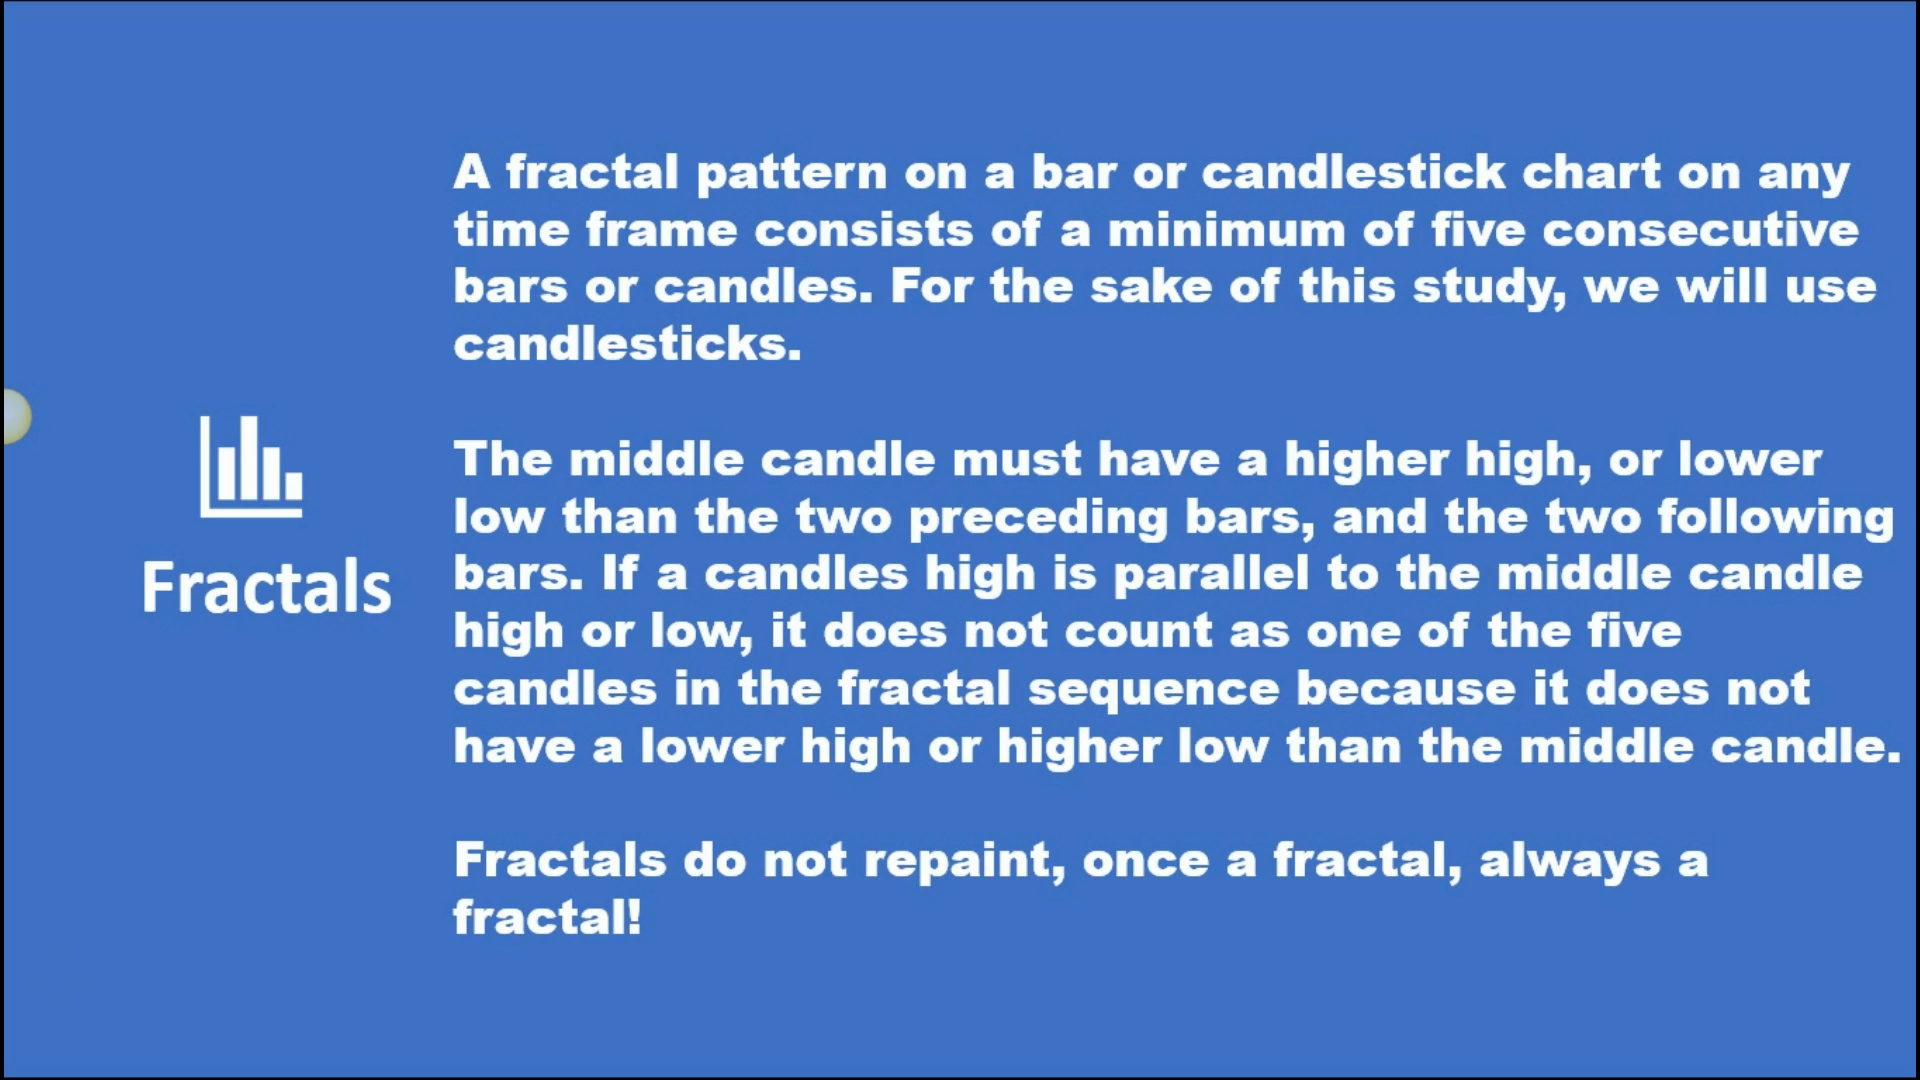 A fractal pattern on a bar or candlestick chart on any
time frame consists of a minimum of five consecutive
bars or candles. For the sake of this study, we will use
candlesticks.
The middle candle must have a higher high, or lower
low than the two preceding bars, and the two following
bars. If a candles high is parallel to the middle candle
high or low, it does not count as one of the five
candles in the fractal sequence because it does not
have a lower high or higher low than the middle candle.
Fractals do not repaint, once a fractal, always a
fractal!
Fractals